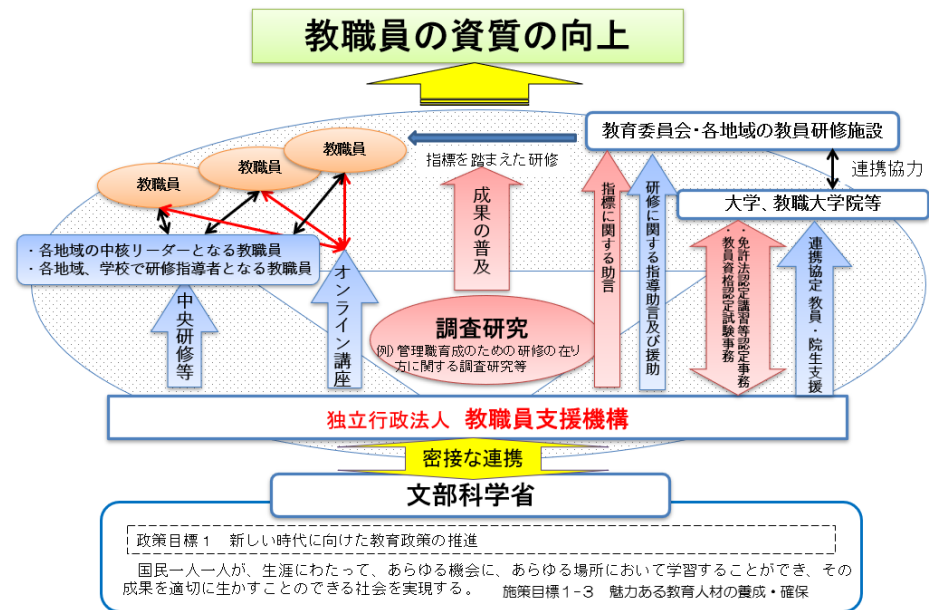 教職員の資質の向上
教育委員会・各地域の教員研修施設
教職員
教職員
教職員
指標を踏まえた研修
連携協力
大学、教職大学院等
・各地域の中核リーダーとなる教職員
・各地域、学校で研修指導者となる教職員
中央研修等
オンライン講座
成果の普及
指標に関する助言
研修に関する指導助言及び援助
・免許法認定講習等認定事務
・教員資格認定試験事務
連携協定 教員・院生支援
調査研究
(例) 管理職育成のための研修の在り
方に関する調査研究等
独立行政法人 教職員支援機構
密接な連携
文部科学省
政策目標1 新しい時代に向けた教育政策の推進
国民一人一人が、生涯にわたって、あらゆる機会に、あらゆる場所において学習することができ、その
成果を適切に生かすことのできる社会を実現する。 施策目標1-3 魅力ある教育人材の養成・確保